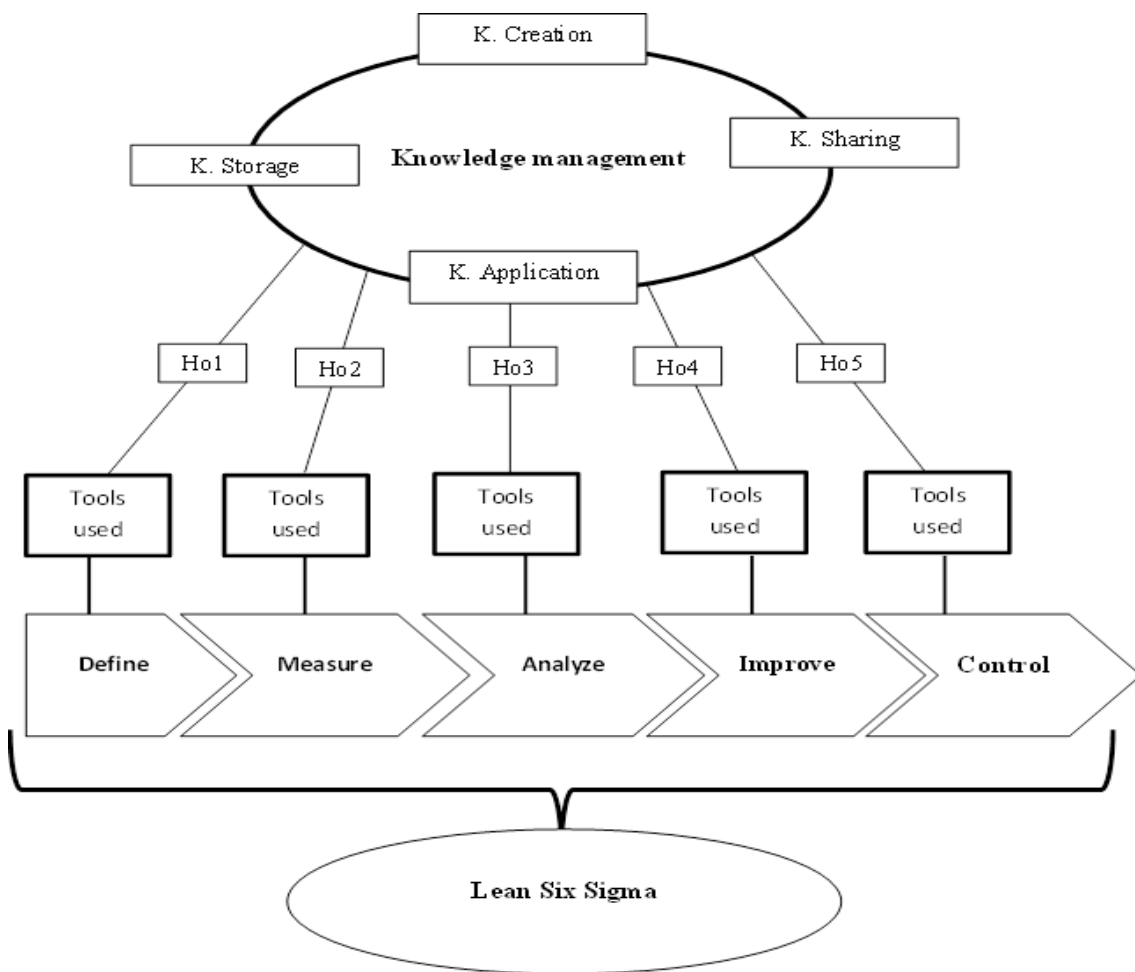 K. Creation
K. Sharing
Knowledge management
K. Storage
K. Application
Ho1
Ho2
Ho3
Ho4
Ho5
Tools
used
Tools
used
Tools
used
Tools
used
Tools
used
Define
Measure
Analyze
Improve
Control
Lean Six Sigma